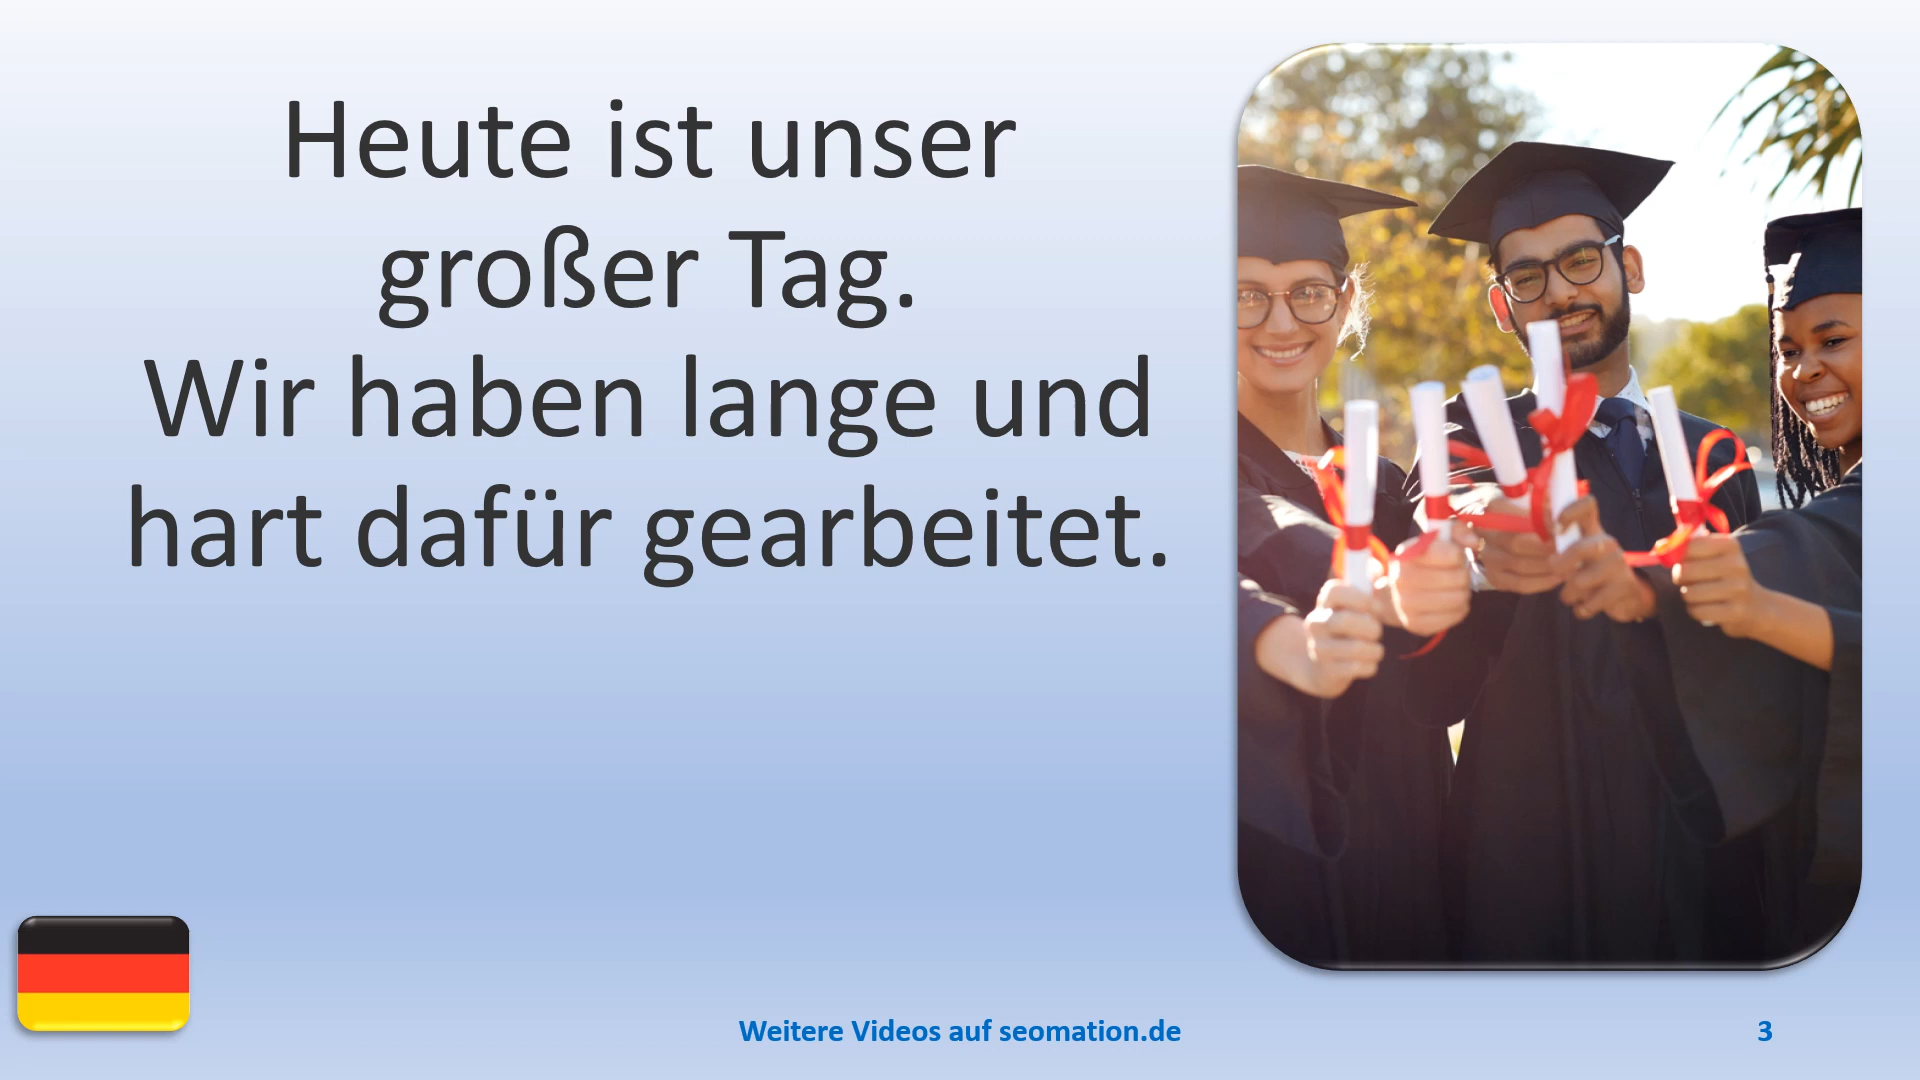 Heute ist unser
großer Tag.
Wir haben lange und
hart dafür gearbeitet.
Weitere Videos auf seomation.de
3